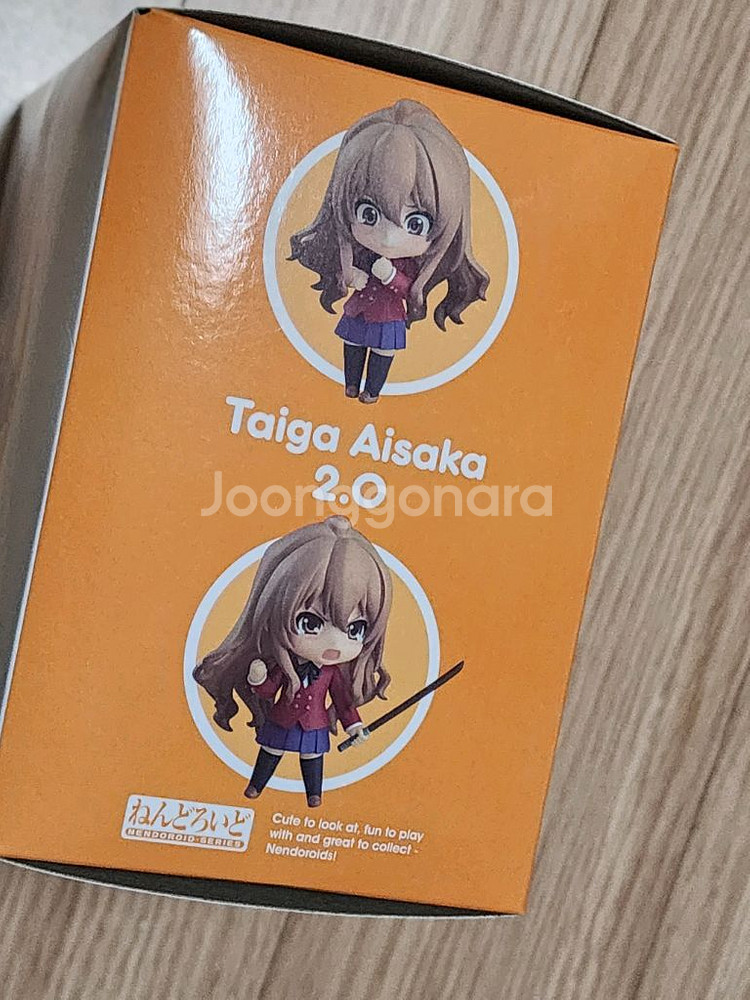 Taiga Aisaka
2.0
Joonggonara
ねんどろいど
NENDOROID·SERIES
Cute to look at, fun to play
with and great to collect -
Nendoroids!